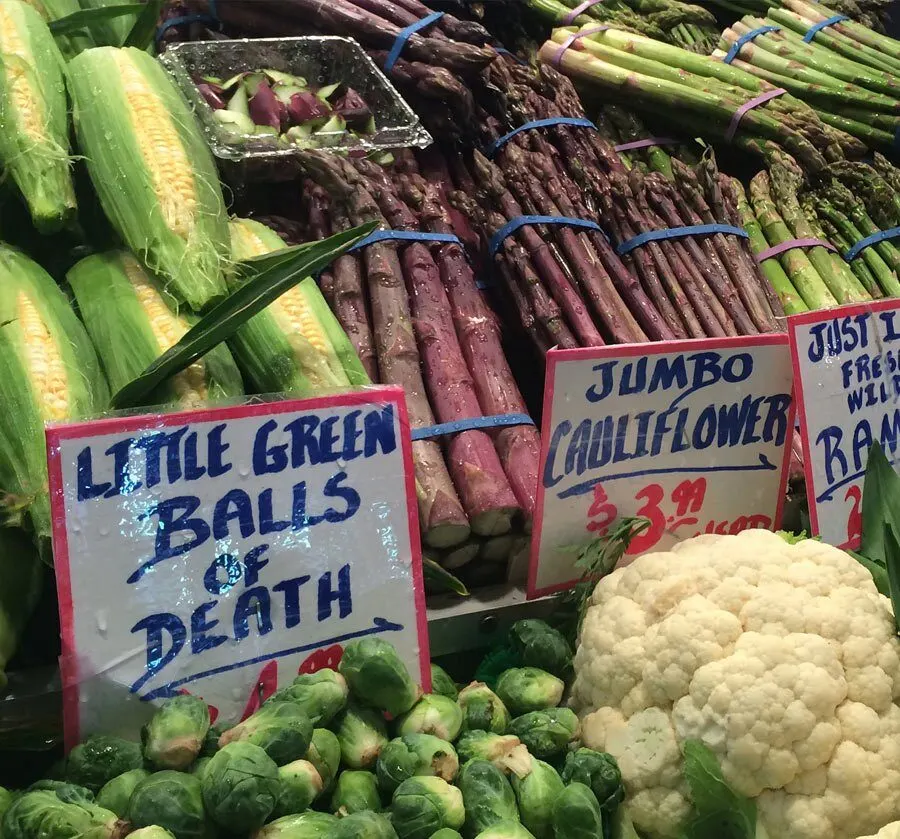 LITTLE GREEN
BALLS
OF
DEATH
JUMBO
CAULIFLOWER
$3.99
JUST I
FRES
WIL
RAM